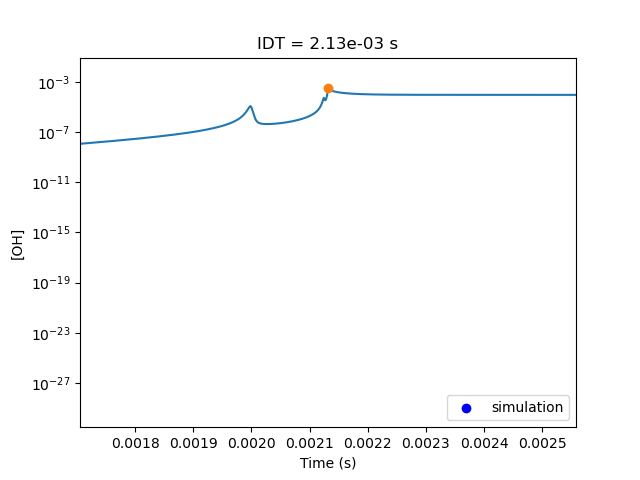 IDT = 2.13e-03 s
10⁻³
10⁻⁷
10⁻¹¹
10⁻¹⁵
10⁻¹⁹
10⁻²³
10⁻²⁷
[OH]
simulation
0.0018 0.0019 0.0020 0.0021 0.0022 0.0023 0.0024 0.0025
Time (s)